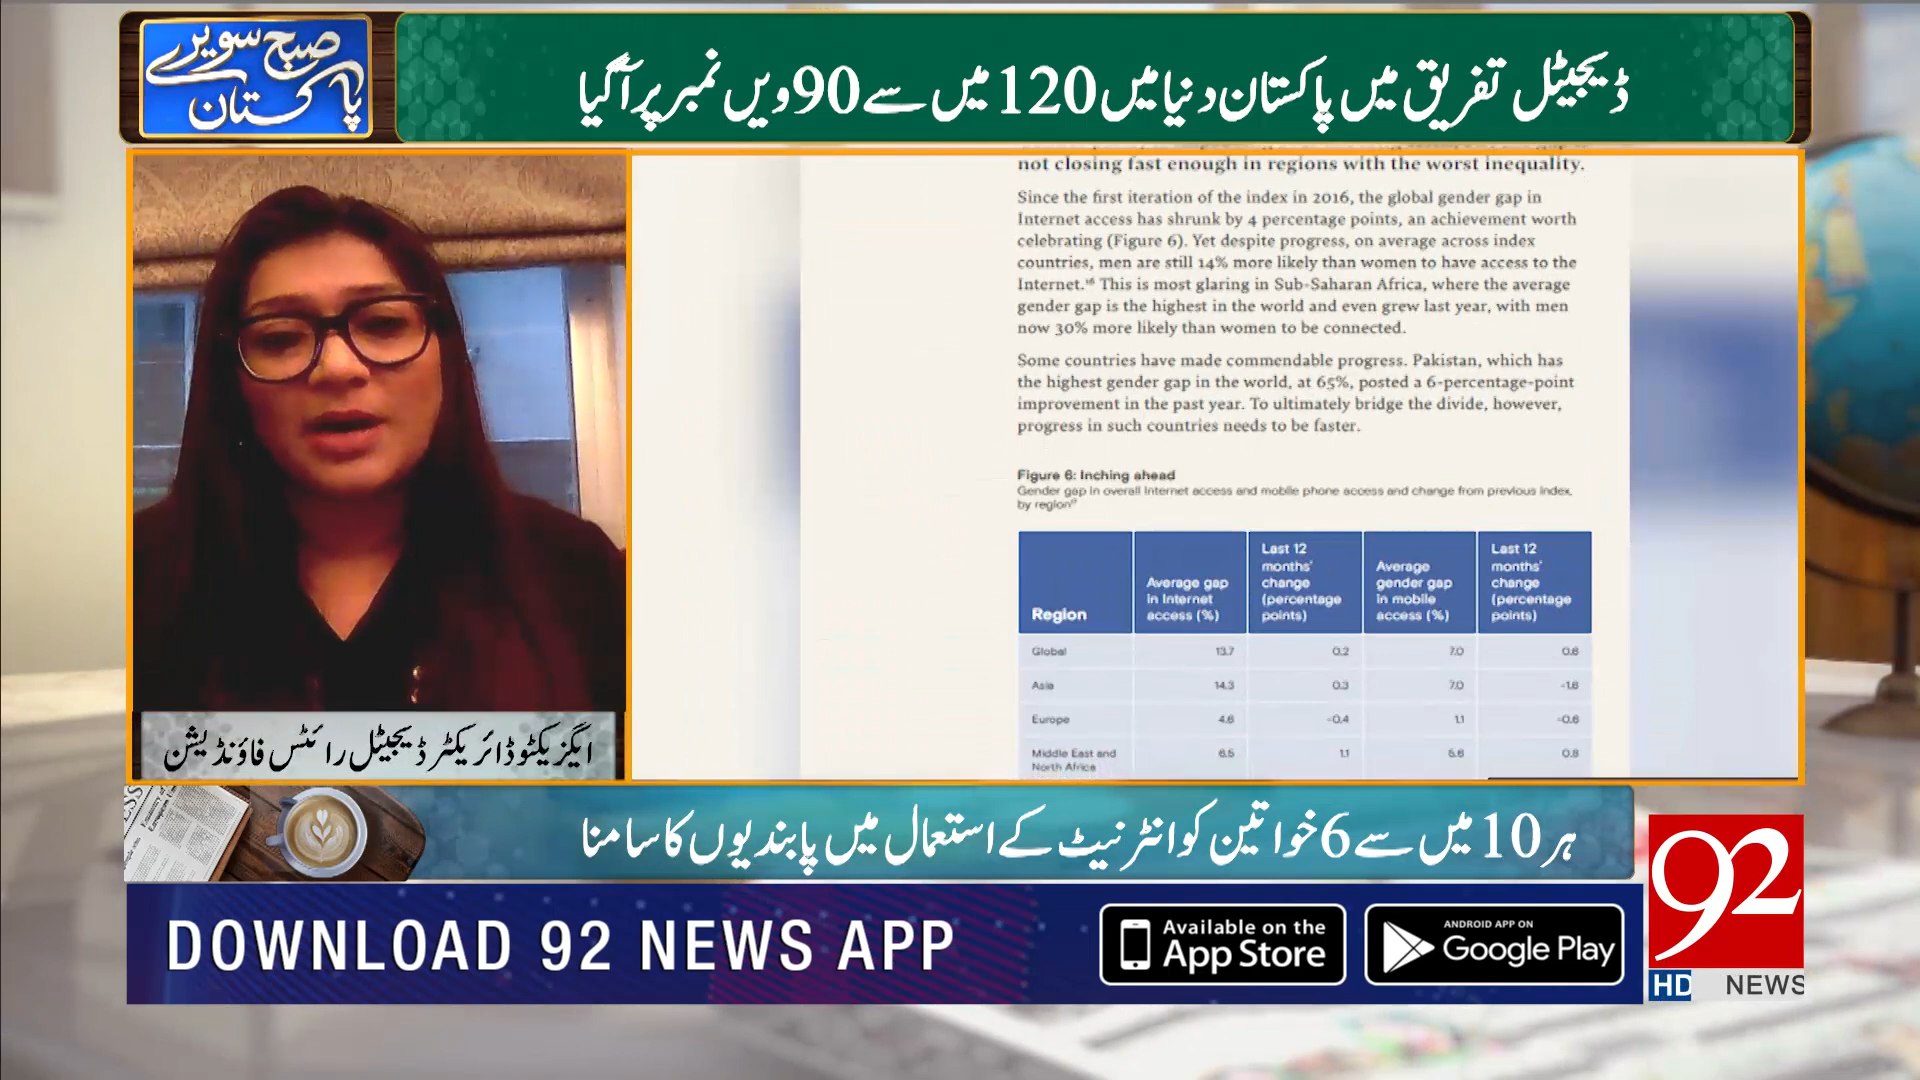 صبح سویرے
پاکستان
ڈیجیٹل تفریق میں پاکستان دنیا میں 120 میں سے 90 ویں نمبر پر آگیا
not closing fast enough in regions with the worst inequality.
Since the first iteration of the index in 2016, the global gender gap in
Internet access has shrunk by 4 percentage points, an achievement worth
celebrating (Figure 6). Yet despite progress, on average across index
countries, men are still 14% more likely than women to have access to the
Internet.¹⁶ This is most glaring in Sub-Saharan Africa, where the average
gender gap is the highest in the world and even grew last year, with men
now 30% more likely than women to be connected.
Some countries have made commendable progress. Pakistan, which has
the highest gender gap in the world, at 65%, posted a 6-percentage-point
improvement in the past year. To ultimately bridge the divide, however,
progress in such countries needs to be faster.
Figure 6: Inching ahead
Gender gap in overall Internet access and mobile phone access and change from previous Index,
by region¹⁷
Region | Average gap in Internet access (%) | Last 12 months' change (percentage points) | Average gender gap in mobile access (%) | Last 12 months' change (percentage points)
Global 13.7 0.2 7.0 0.6
Asia 14.3 0.3 7.0 -1.6
Europe 4.6 -0.4 1.1 -0.6
Middle East and North Africa 6.5 1.1 5.6 0.8
ایگزیکٹو ڈائریکٹر ڈیجیٹل رائٹس فاؤنڈیشن
ہر 10 میں سے 6 خواتین کو انٹرنیٹ کے استعمال میں پابندیوں کا سامنا
DOWNLOAD 92 NEWS APP
Available on the
App Store
ANDROID APP ON
Google Play
92
HD NEWS